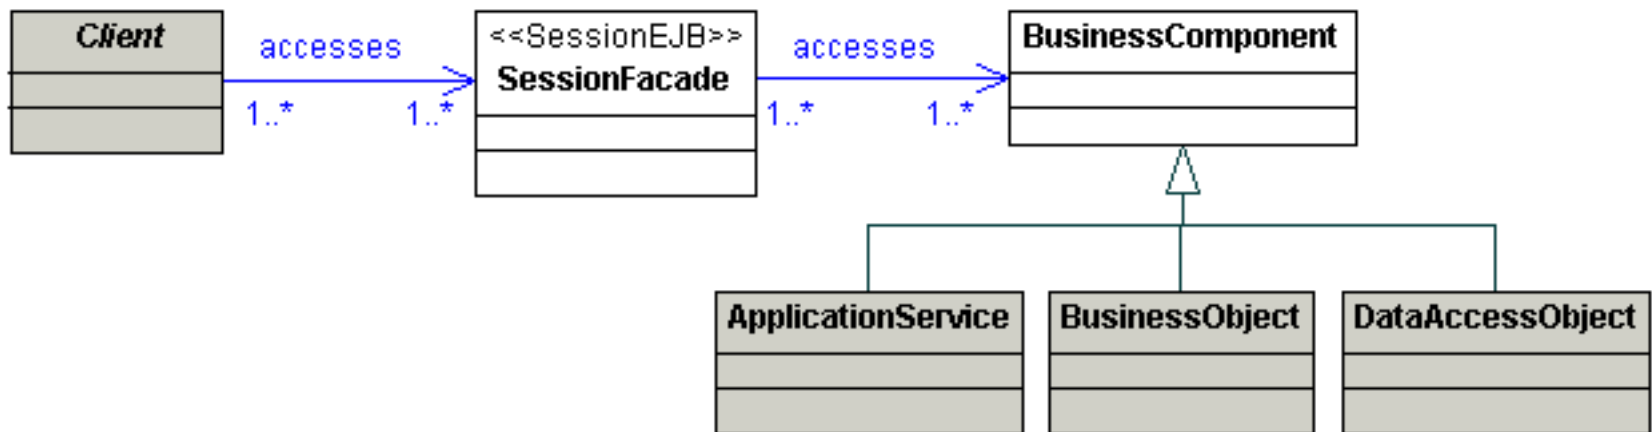 Client
accesses
1..* 1..*
<<SessionEJB>>
SessionFacade
accesses
1..* 1..*
BusinessComponent
ApplicationService
BusinessObject
DataAccessObject